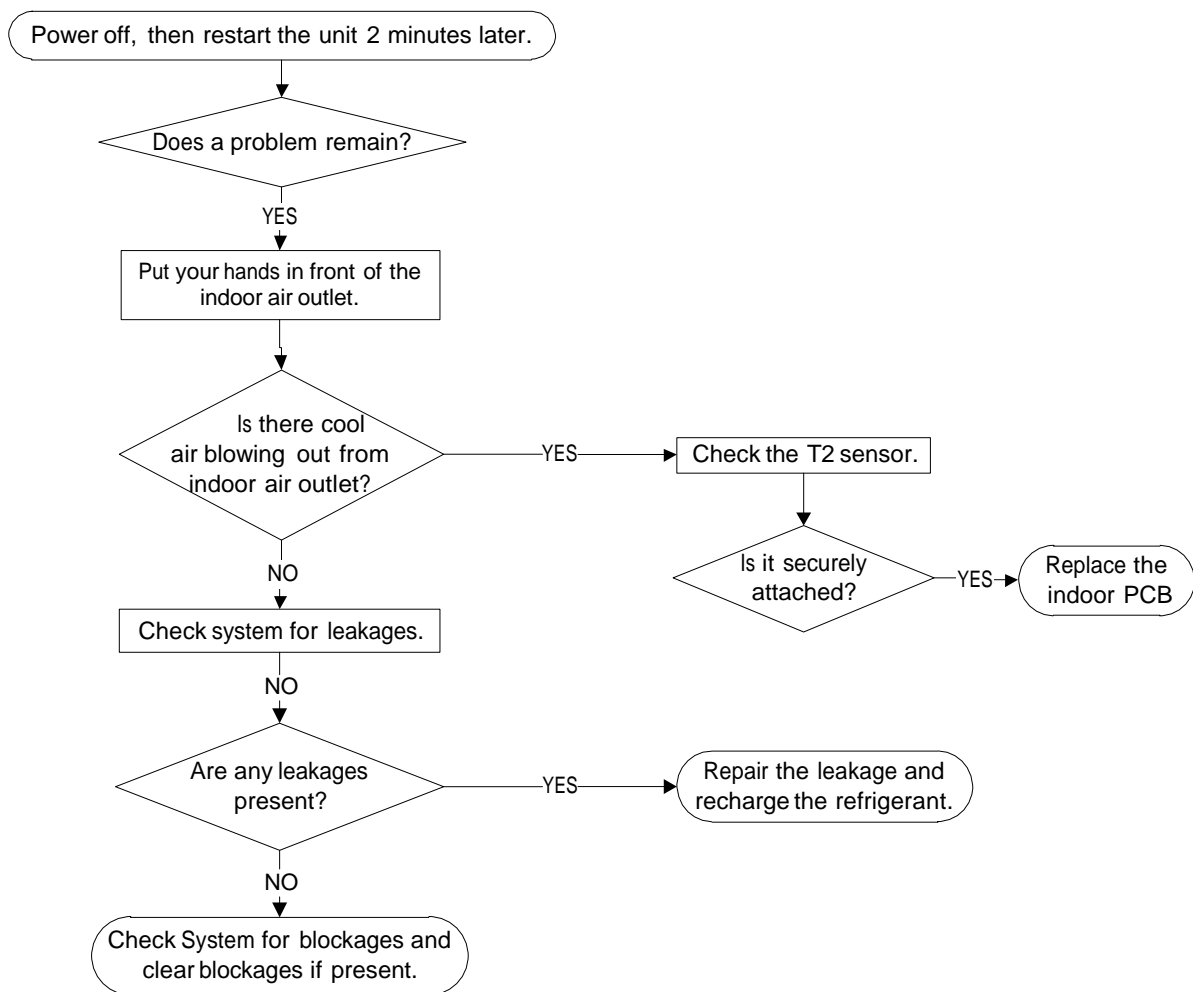 Power off, then restart the unit 2 minutes later.
Does a problem remain?
YES
Put your hands in front of the
indoor air outlet.
Is there cool
air blowing out from
indoor air outlet?
YES
Check the T2 sensor.
Is it securely
attached?
YES
Replace the
indoor PCB
NO
Check system for leakages.
NO
Are any leakages
present?
YES
Repair the leakage and
recharge the refrigerant.
NO
Check System for blockages and
clear blockages if present.